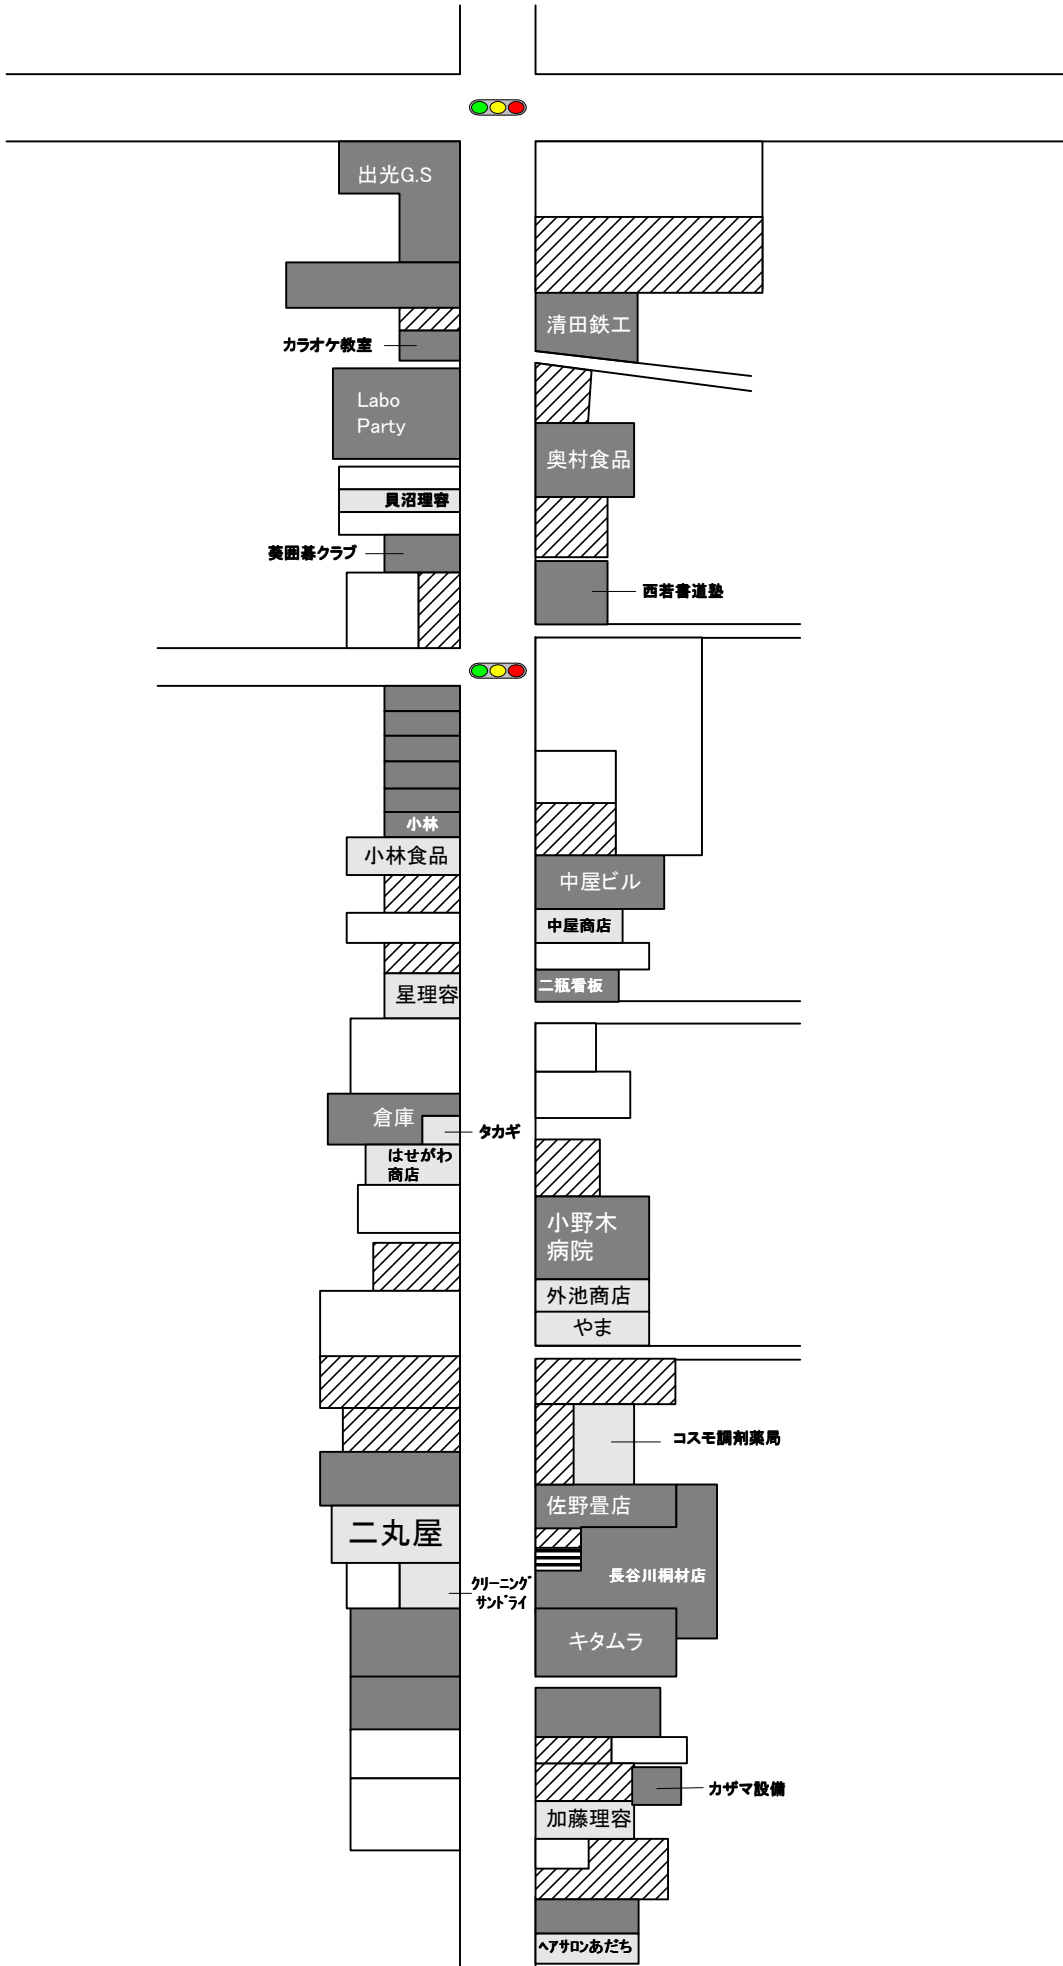 出光G.S
清田鉄工
カラオケ教室
Labo
Party
奥村食品
貝沼理容
葵囲碁クラブ
西若書道塾
小林
小林食品
中屋ビル
中屋商店
二瓶看板
星理容
倉庫
タカギ
はせがわ
商店
小野木
病院
外池商店
やま
コスモ調剤薬局
佐野畳店
二丸屋
長谷川桐材店
クリーニング
サンドライ
キタムラ
カザマ設備
加藤理容
ヘアサロンあだち